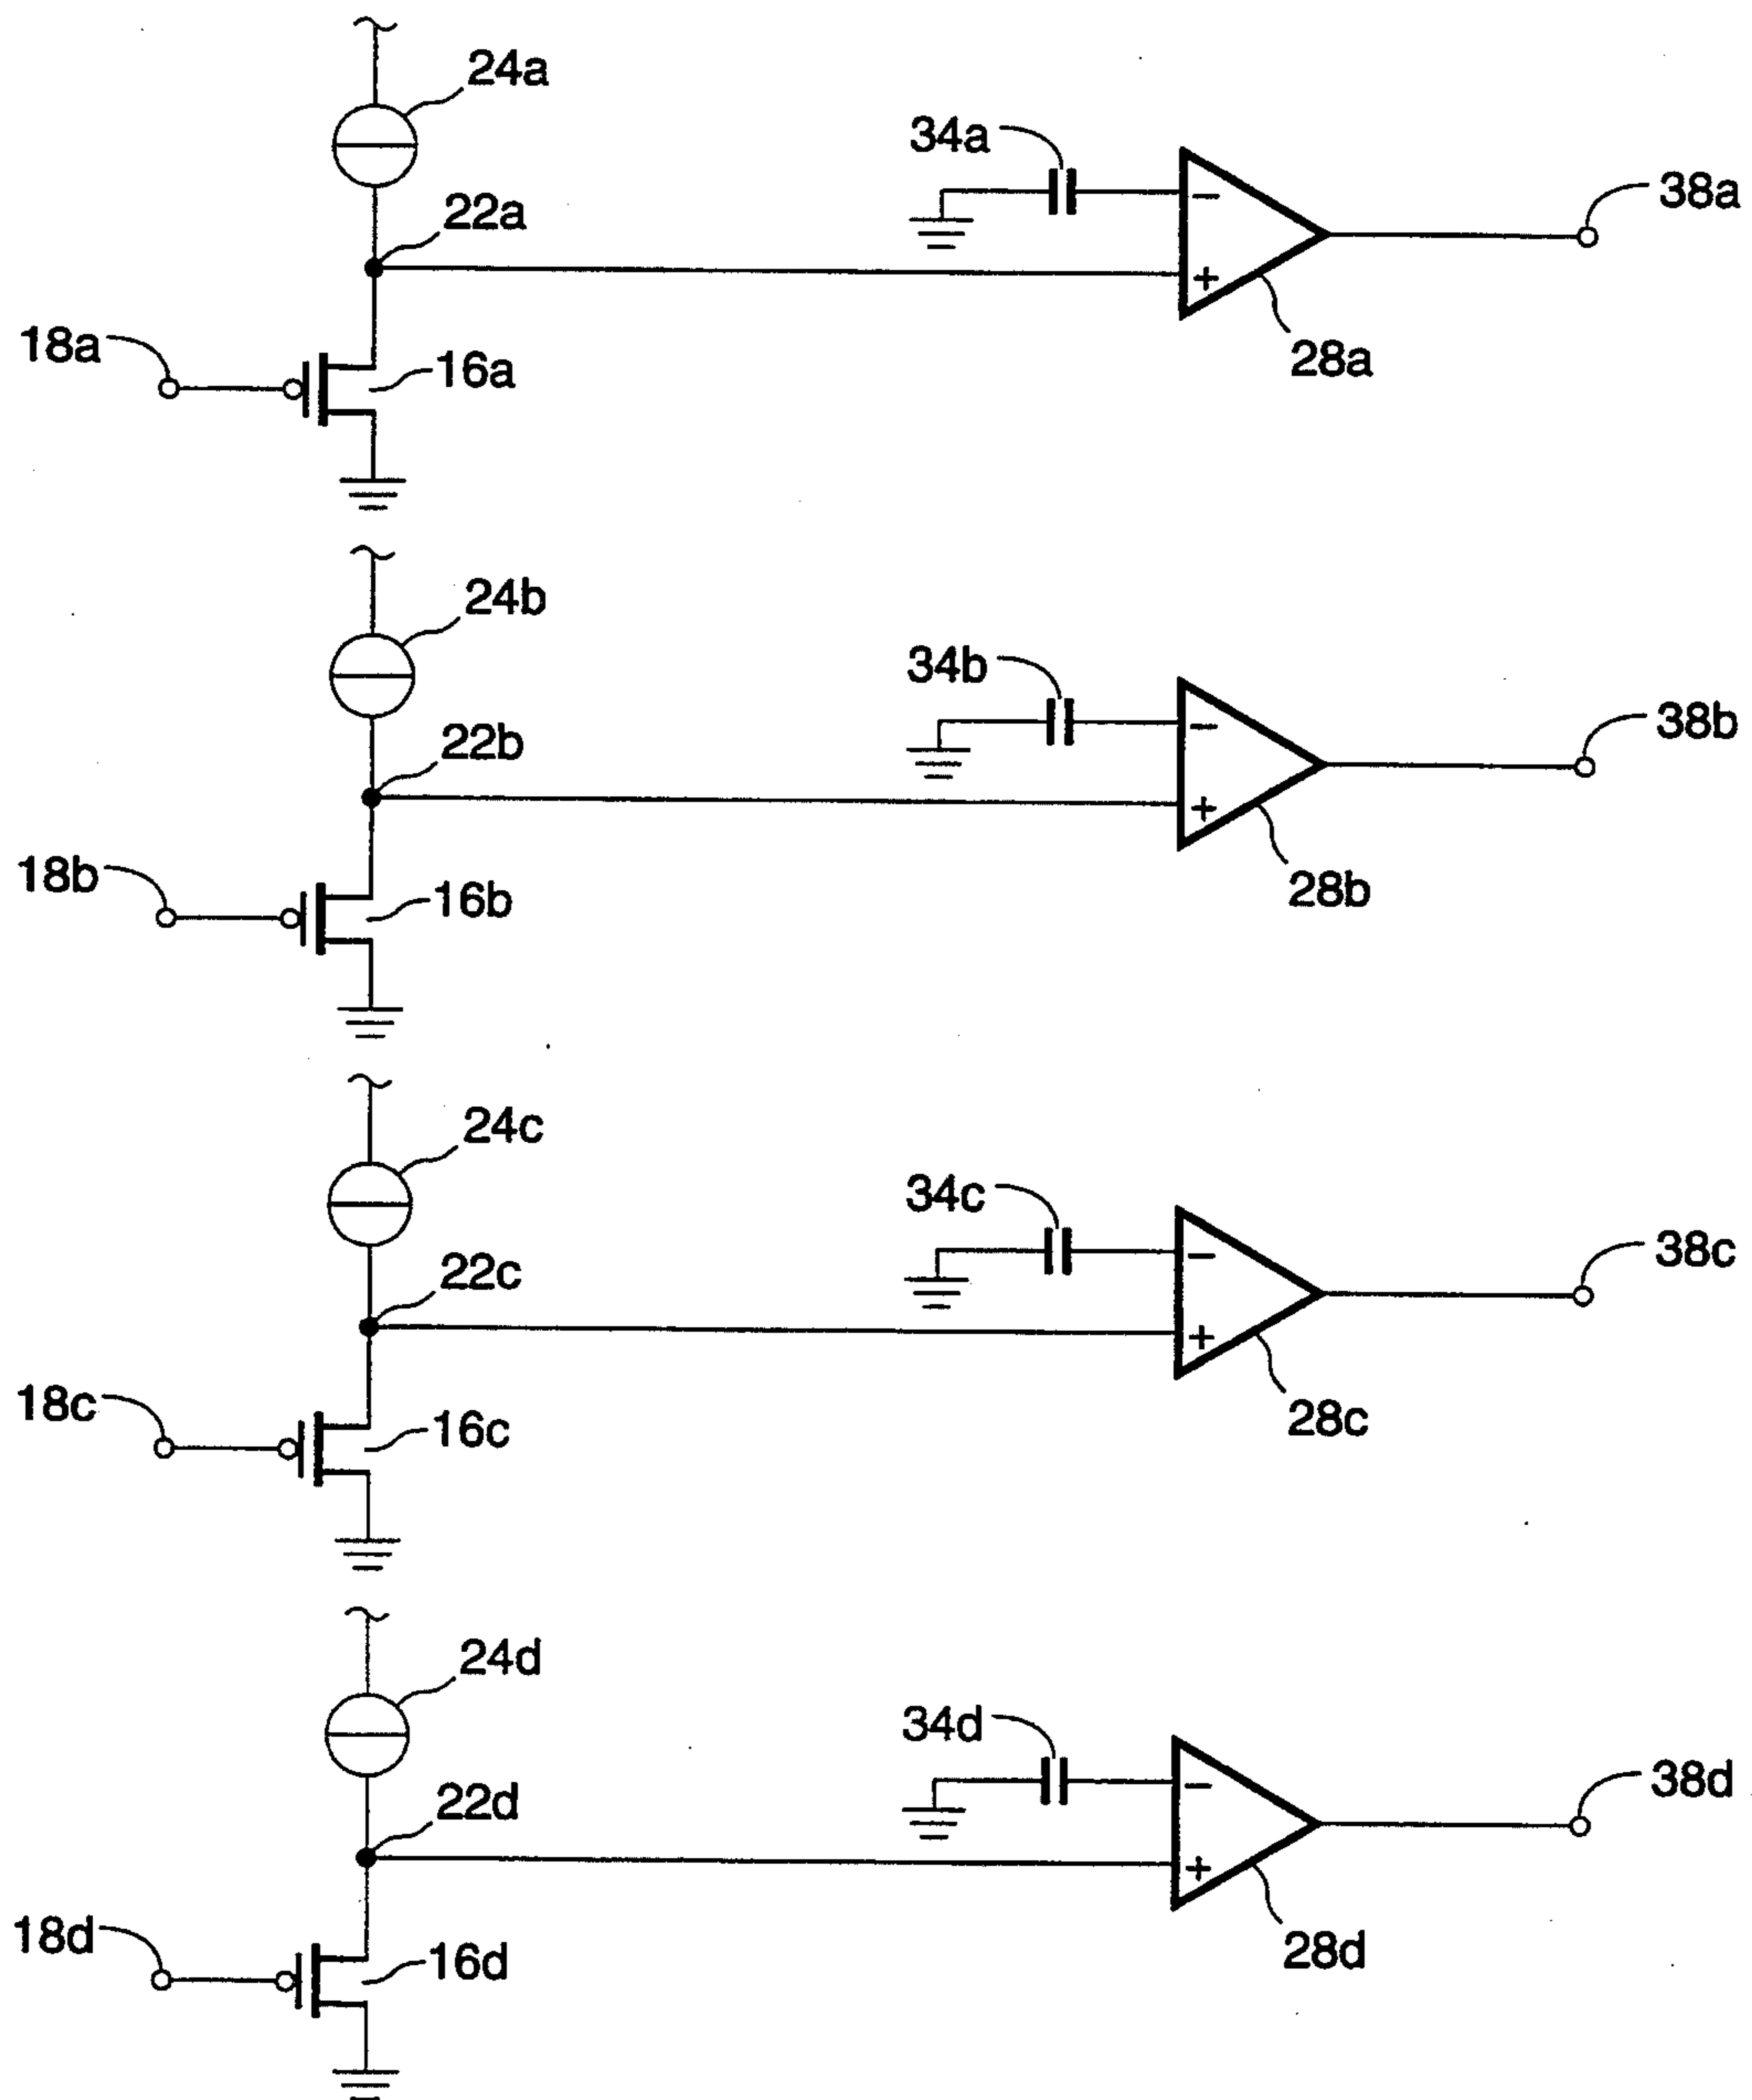 24a
34a
38a
22a
−
+
18a
16a
28a
24b
34b
38b
22b
−
+
18b
16b
28b
24c
34c
38c
22c
−
+
18c
16c
28c
24d
34d
38d
22d
−
+
18d
16d
28d